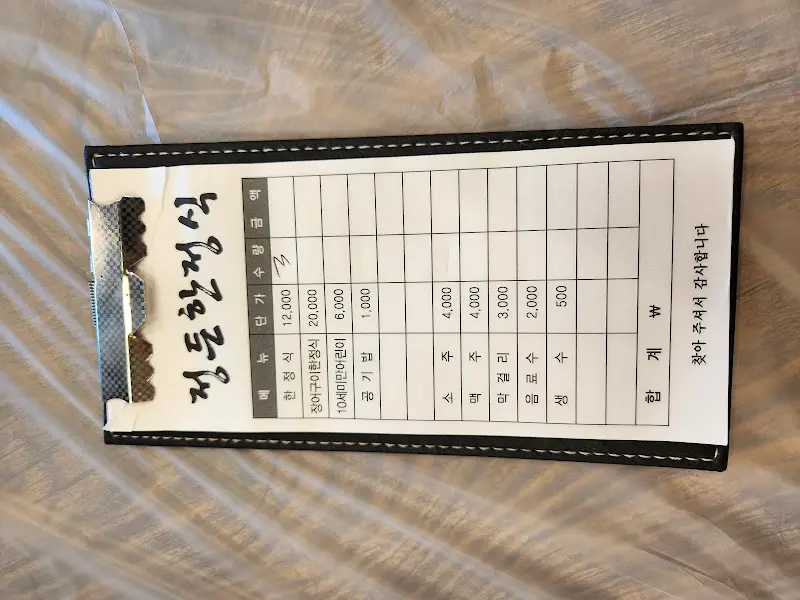 정든한정식
메 뉴 단 가 수 량 금 액
한 정 식 12,000 3
장어구이한정식 20,000
10세미만어린이 6,000
공 기 밥 1,000
소 주 4,000
맥 주 4,000
막 걸 리 3,000
음 료 수 2,000
생 수 500
합 계 ₩
찾아 주셔서 감사합니다